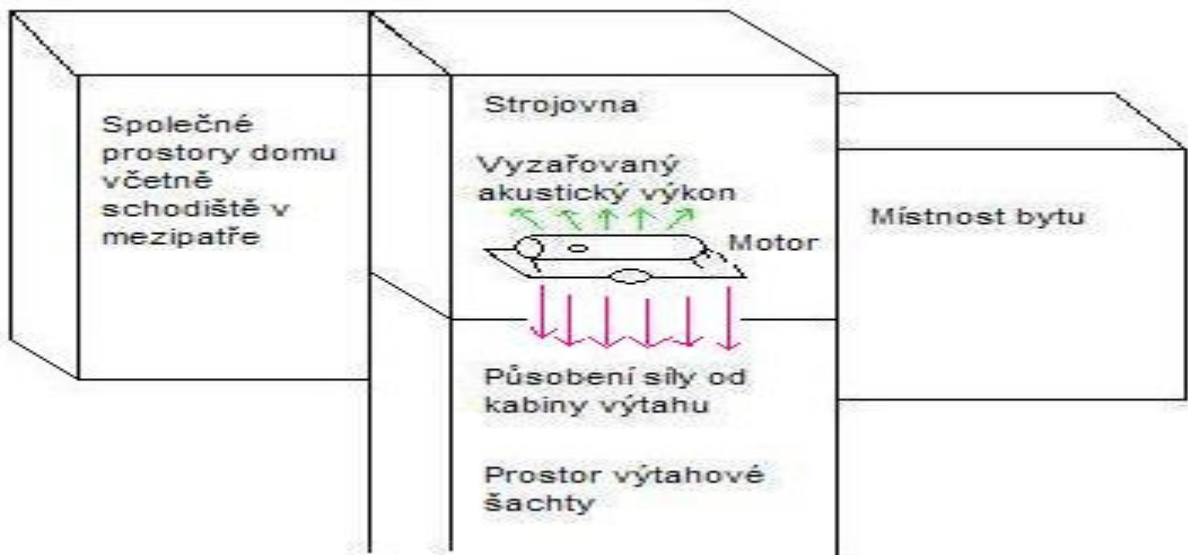 Společné
prostory domu
včetně
schodiště v
mezipatře
Strojovna
Vyzařovaný
akustický výkon
Motor
Působení síly od
kabiny výtahu
Prostor výtahové
šachty
Místnost bytu